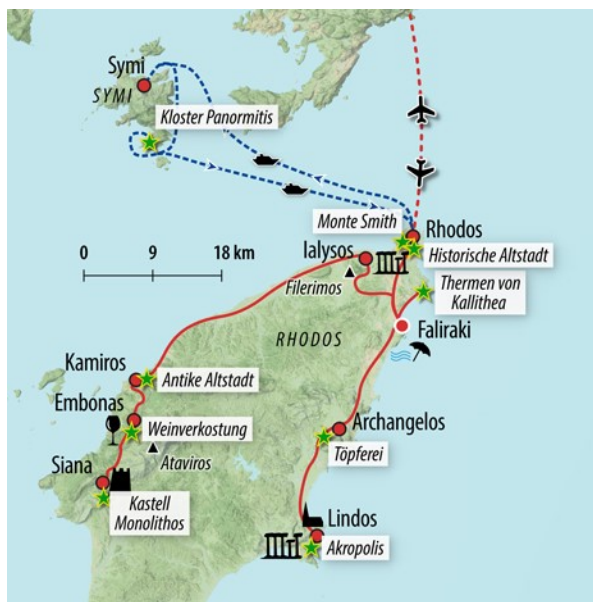 Symi
SYMI
Kloster Panormitis
Monte Smith
Rhodos
0 9 18 km
Ialysos
Historische Altstadt
Filerimos
Thermen von
Kallithea
RHODOS
Faliraki
Kamiros
Antike Altstadt
Embonas
Weinverkostung
Archangelos
Töpferei
Ataviros
Siana
Kastell
Monolithos
Lindos
Akropolis